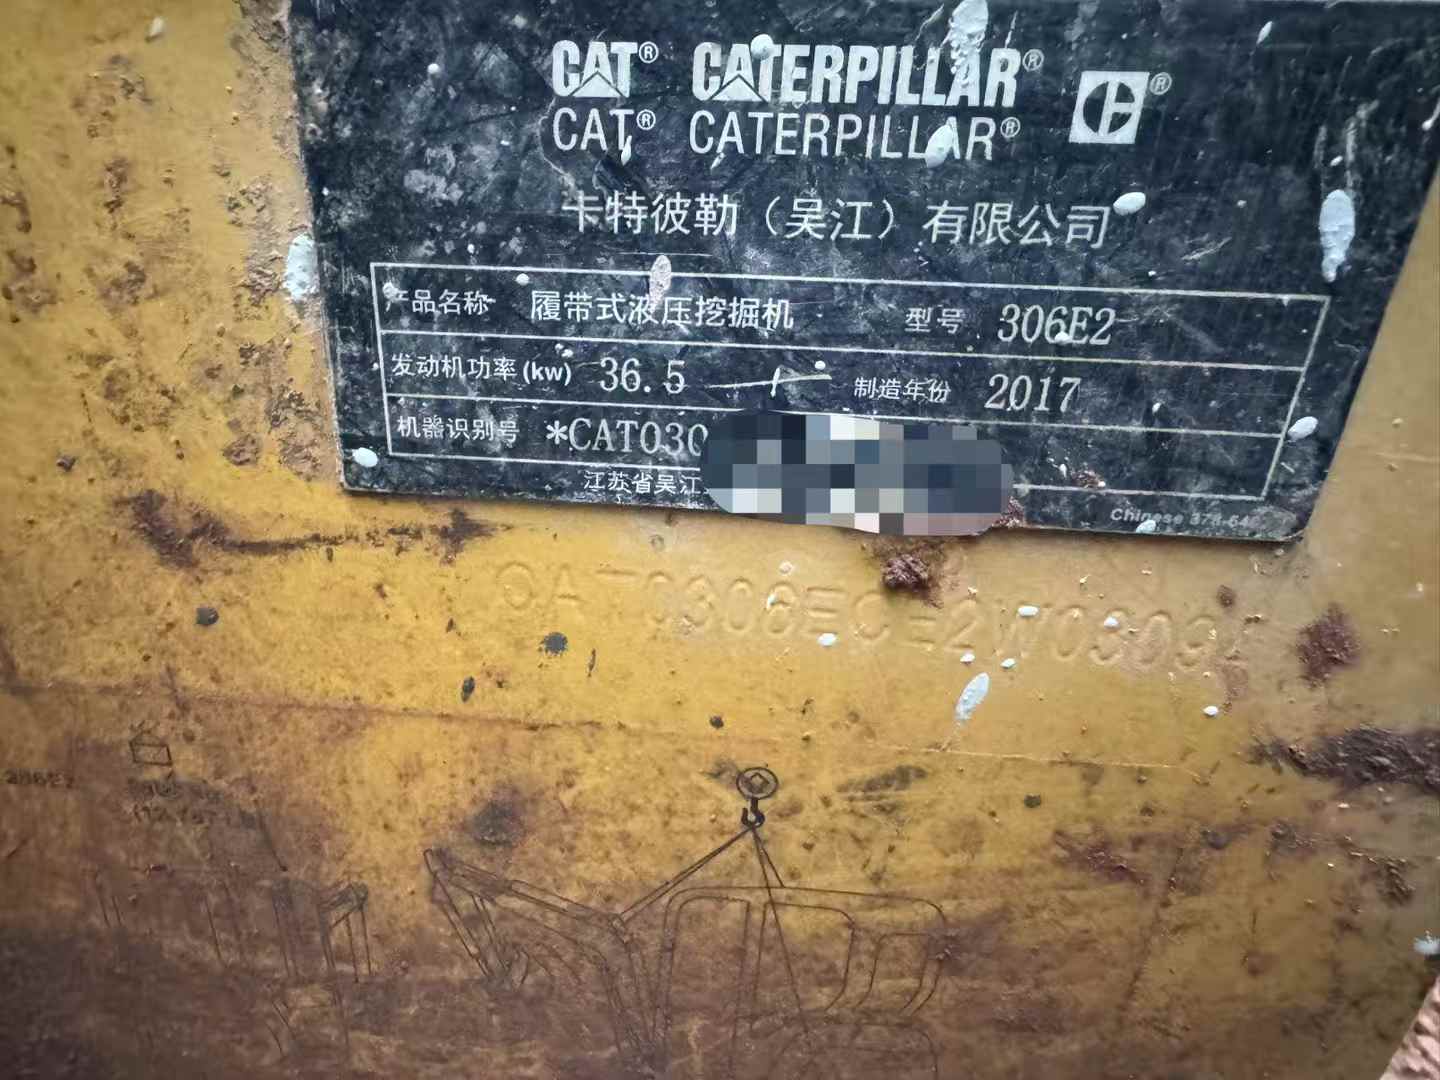 CAT® CATERPILLAR®
CAT® CATERPILLAR®
卡特彼勒（吴江）有限公司
产品名称 履带式液压挖掘机 型号 306E2
发动机功率(kw) 36.5 制造年份 2017
机器识别号 *CAT030
江苏省吴江
Chinese
306E2